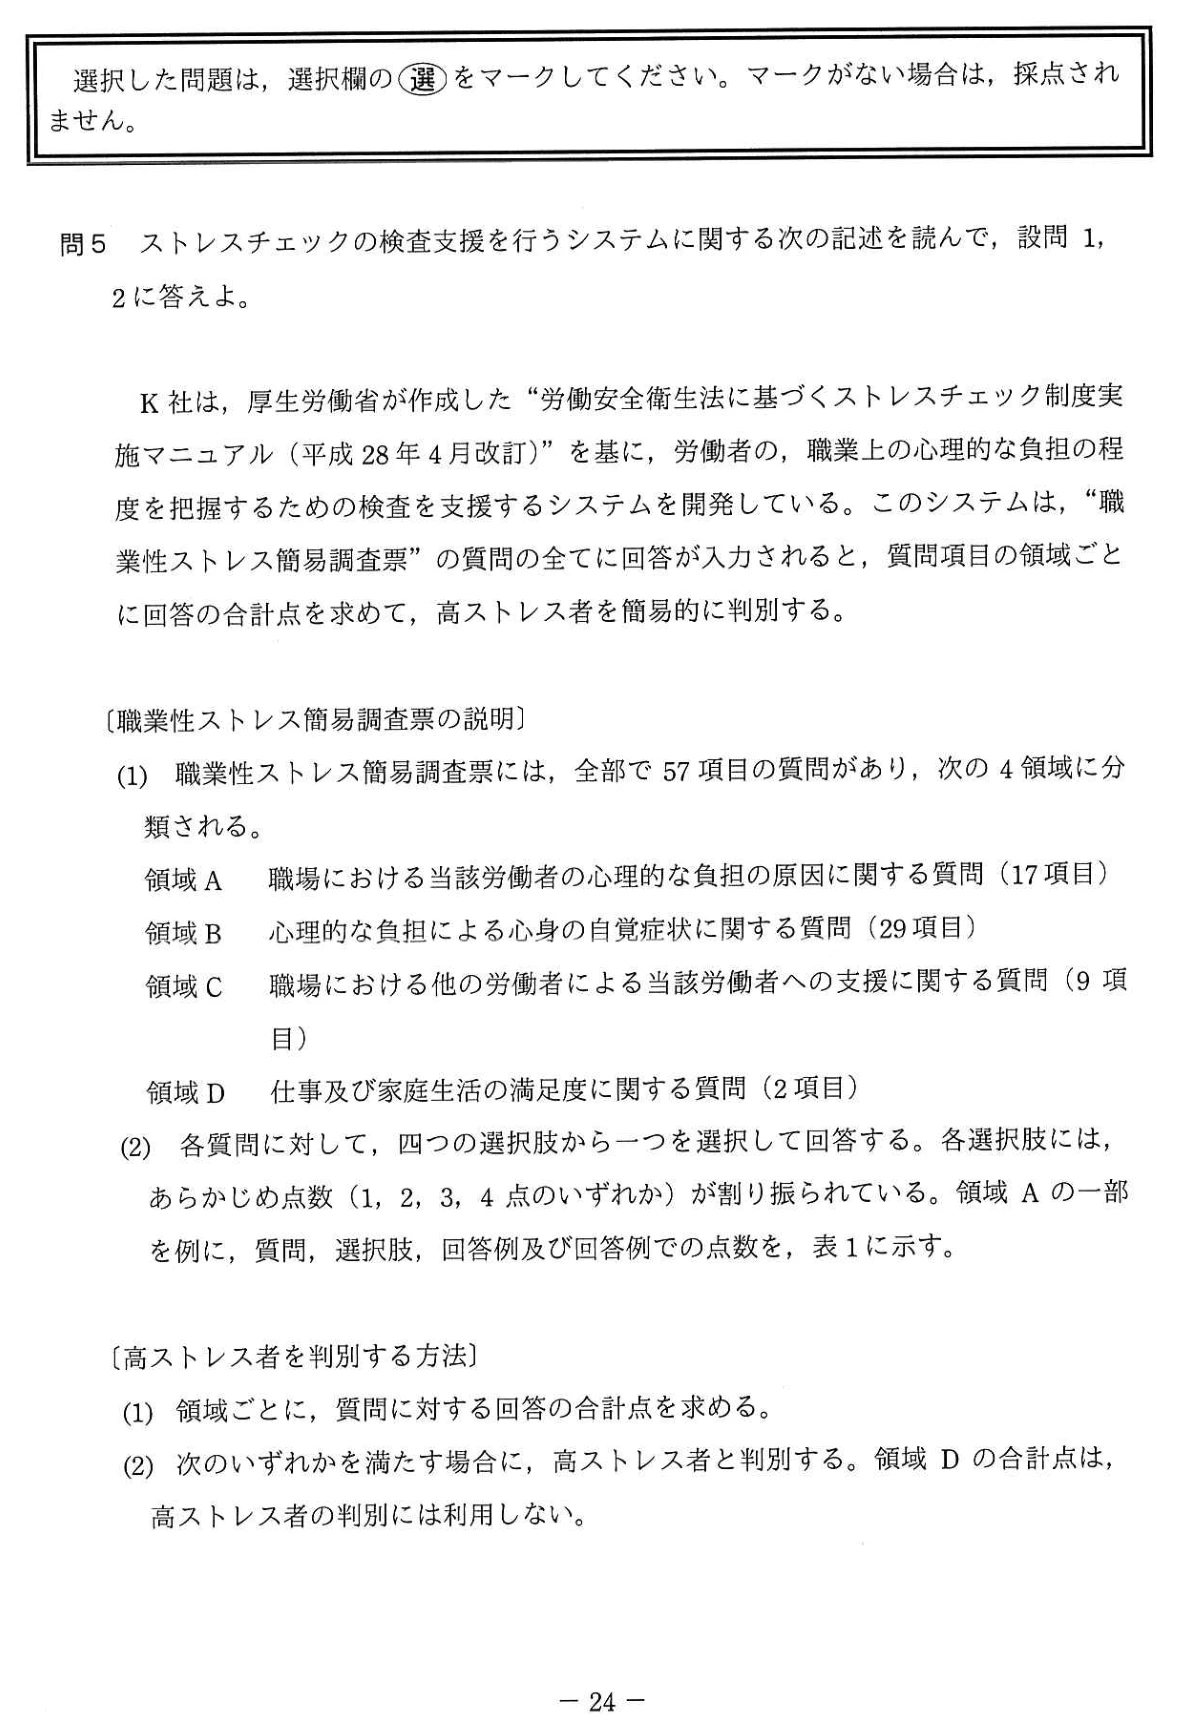 選択した問題は，選択欄の選をマークしてください。マークがない場合は，採点され
ません。
問5 ストレスチェックの検査支援を行うシステムに関する次の記述を読んで，設問 1，
2に答えよ。
K 社は，厚生労働省が作成した“労働安全衛生法に基づくストレスチェック制度実
施マニュアル（平成 28 年 4 月改訂）”を基に，労働者の，職業上の心理的な負担の程
度を把握するための検査を支援するシステムを開発している。このシステムは，“職
業性ストレス簡易調査票”の質問の全てに回答が入力されると，質問項目の領域ごと
に回答の合計点を求めて，高ストレス者を簡易的に判別する。
〔職業性ストレス簡易調査票の説明〕
(1) 職業性ストレス簡易調査票には，全部で 57 項目の質問があり，次の 4 領域に分
類される。
領域 A 職場における当該労働者の心理的な負担の原因に関する質問（17 項目）
領域 B 心理的な負担による心身の自覚症状に関する質問（29 項目）
領域 C 職場における他の労働者による当該労働者への支援に関する質問（9 項
目）
領域 D 仕事及び家庭生活の満足度に関する質問（2 項目）
(2) 各質問に対して，四つの選択肢から一つを選択して回答する。各選択肢には，
あらかじめ点数（1，2，3，4 点のいずれか）が割り振られている。領域 A の一部
を例に，質問，選択肢，回答例及び回答例での点数を，表 1 に示す。
〔高ストレス者を判別する方法〕
(1) 領域ごとに，質問に対する回答の合計点を求める。
(2) 次のいずれかを満たす場合に，高ストレス者と判別する。領域 D の合計点は，
高ストレス者の判別には利用しない。
－ 24 －